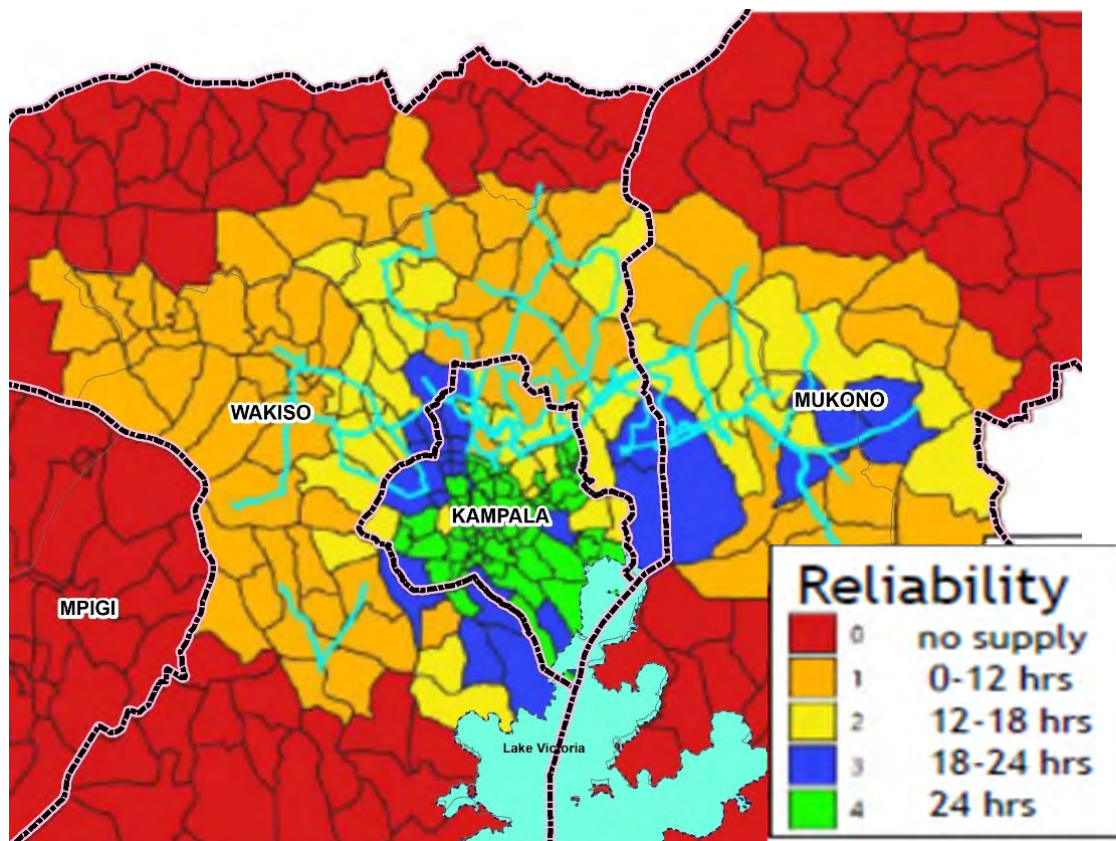 WAKISO
MUKONO
KAMPALA
MPIGI
Lake Victoria
Reliability
0 no supply
1 0-12 hrs
2 12-18 hrs
3 18-24 hrs
4 24 hrs